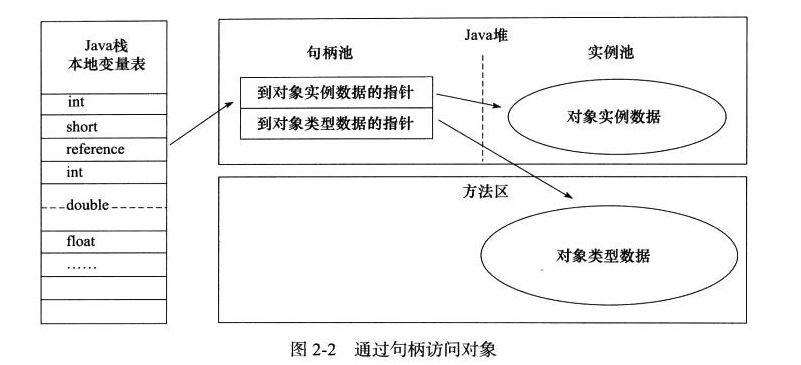 Java栈
本地变量表
int
short
reference
int
double
float
……
Java堆
句柄池
实例池
到对象实例数据的指针
到对象类型数据的指针
对象实例数据
方法区
对象类型数据
图 2-2 通过句柄访问对象